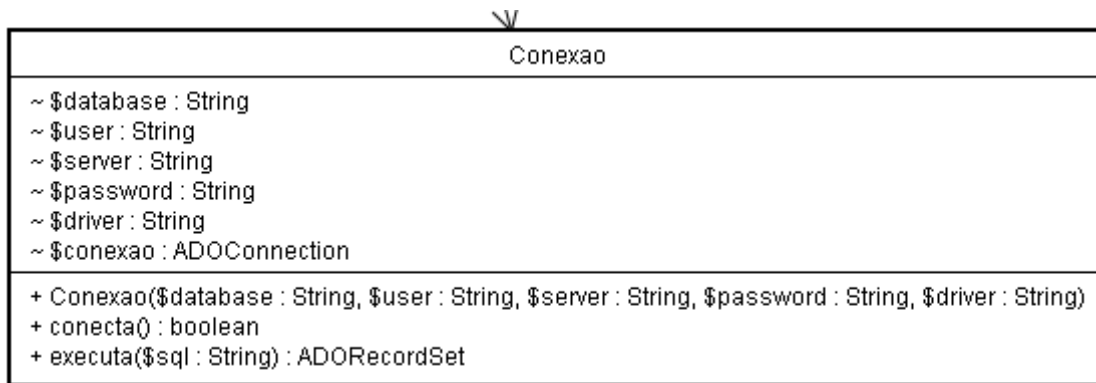 Conexao
~ $database : String
~ $user : String
~ $server : String
~ $password : String
~ $driver : String
~ $conexao : ADOConnection
+ Conexao($database : String, $user : String, $server : String, $password : String, $driver : String)
+ conecta() : boolean
+ executa($sql : String) : ADORecordSet